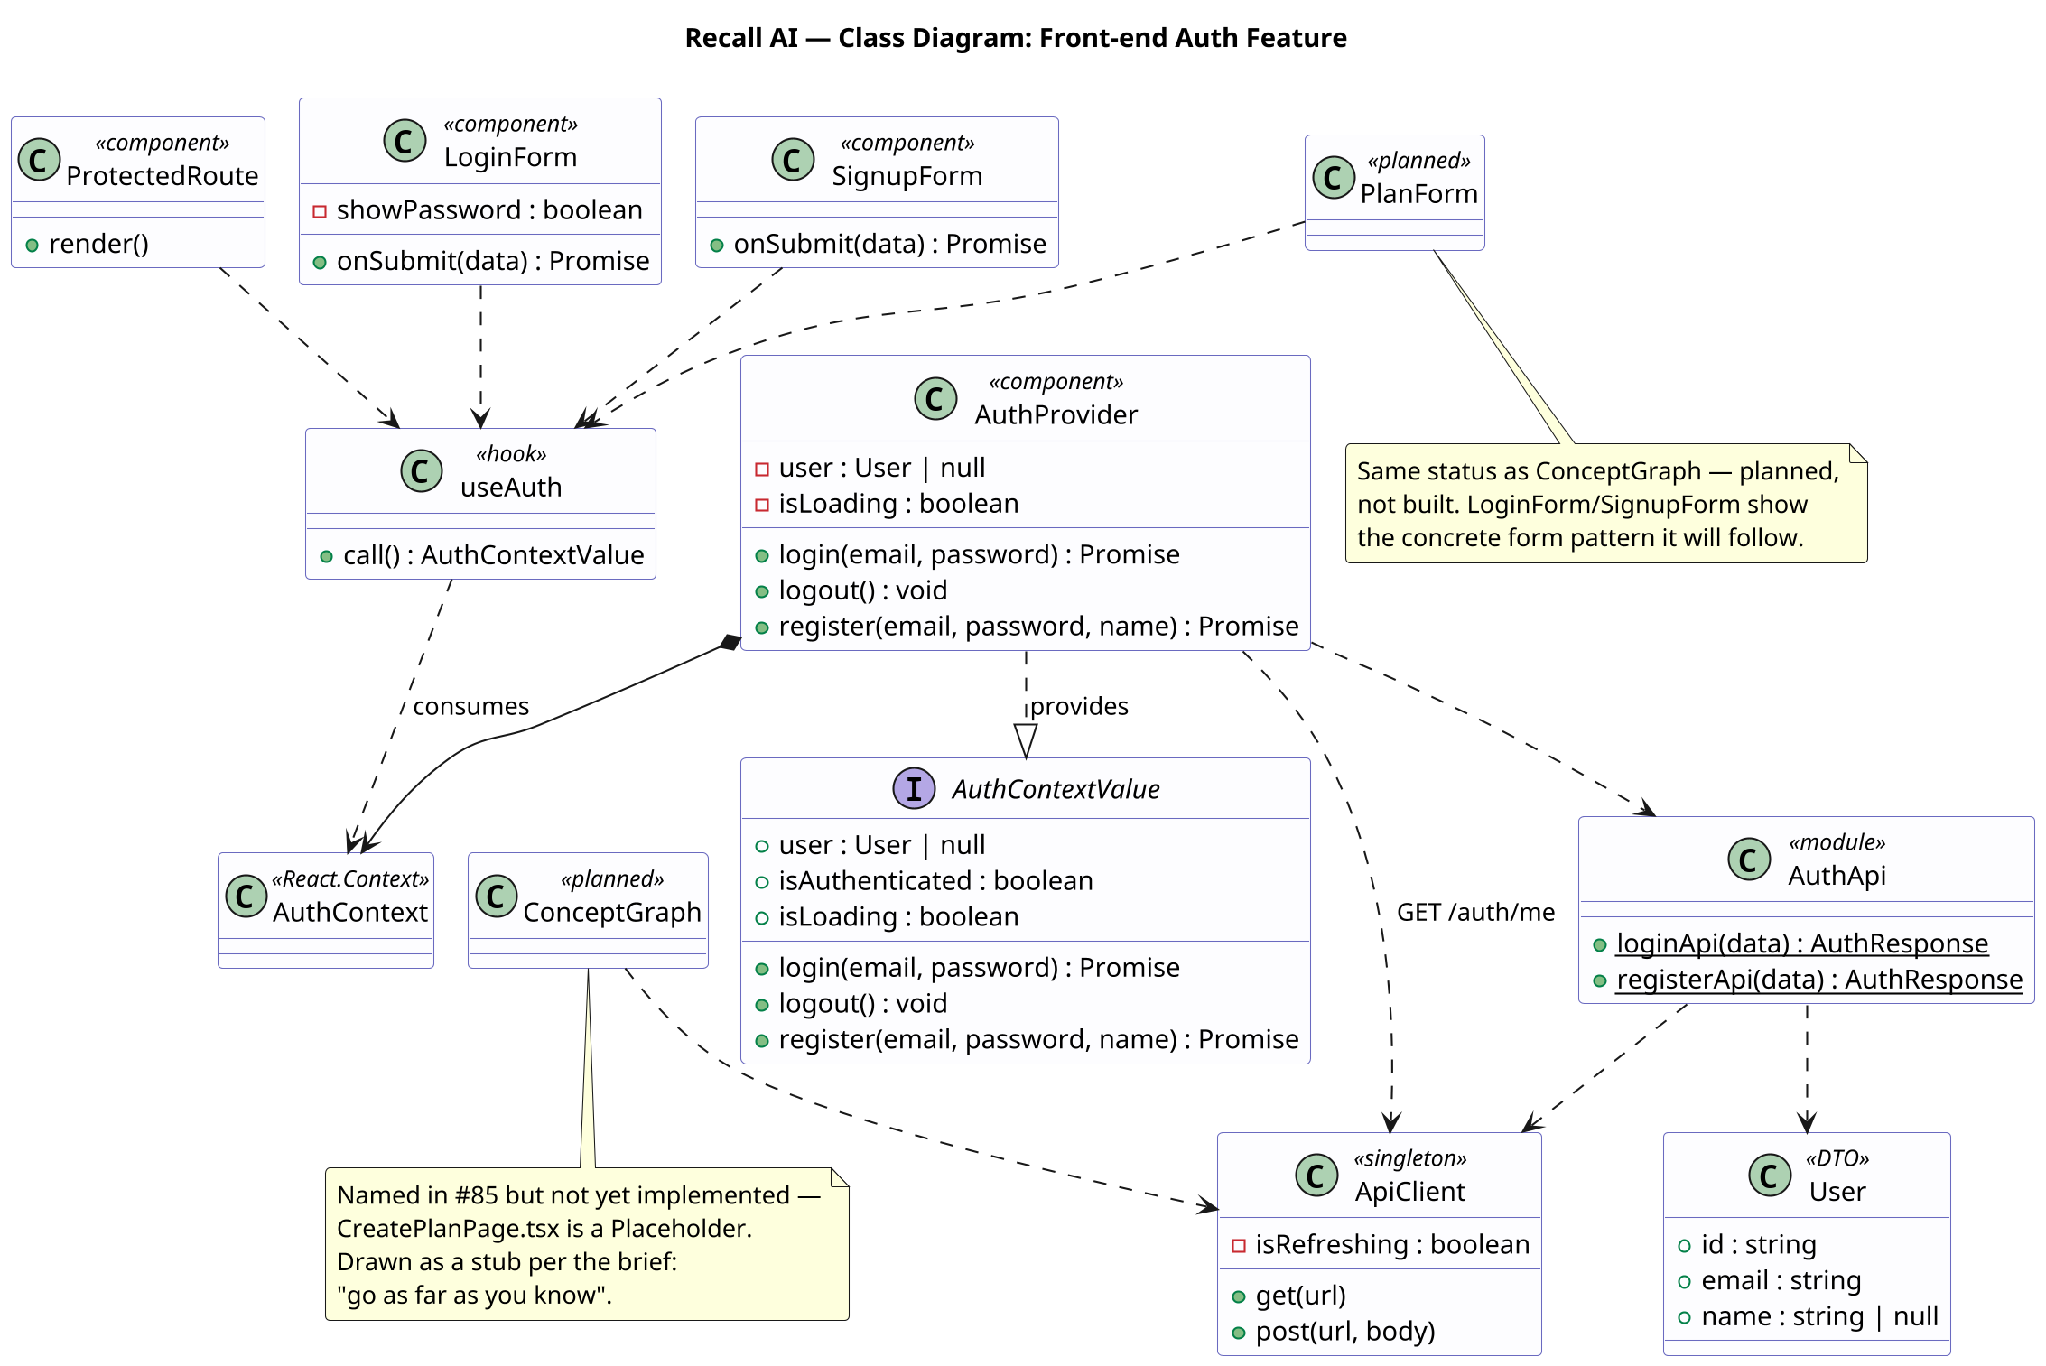 Recall AI — Class Diagram: Front-end Auth Feature
C
«component»
ProtectedRoute
render()
C
«component»
LoginForm
showPassword : boolean
onSubmit(data) : Promise
C
«component»
SignupForm
onSubmit(data) : Promise
C
«planned»
PlanForm
C
«hook»
useAuth
call() : AuthContextValue
C
«component»
AuthProvider
user : User | null
isLoading : boolean
login(email, password) : Promise
logout() : void
register(email, password, name) : Promise
Same status as ConceptGraph — planned,
not built. LoginForm/SignupForm show
the concrete form pattern it will follow.
consumes
provides
GET /auth/me
C
«React.Context»
AuthContext
C
«planned»
ConceptGraph
I
AuthContextValue
user : User | null
isAuthenticated : boolean
isLoading : boolean
login(email, password) : Promise
logout() : void
register(email, password, name) : Promise
C
«module»
AuthApi
loginApi(data) : AuthResponse
registerApi(data) : AuthResponse
Named in #85 but not yet implemented —
CreatePlanPage.tsx is a Placeholder.
Drawn as a stub per the brief:
"go as far as you know".
C
«singleton»
ApiClient
isRefreshing : boolean
get(url)
post(url, body)
C
«DTO»
User
id : string
email : string
name : string | null